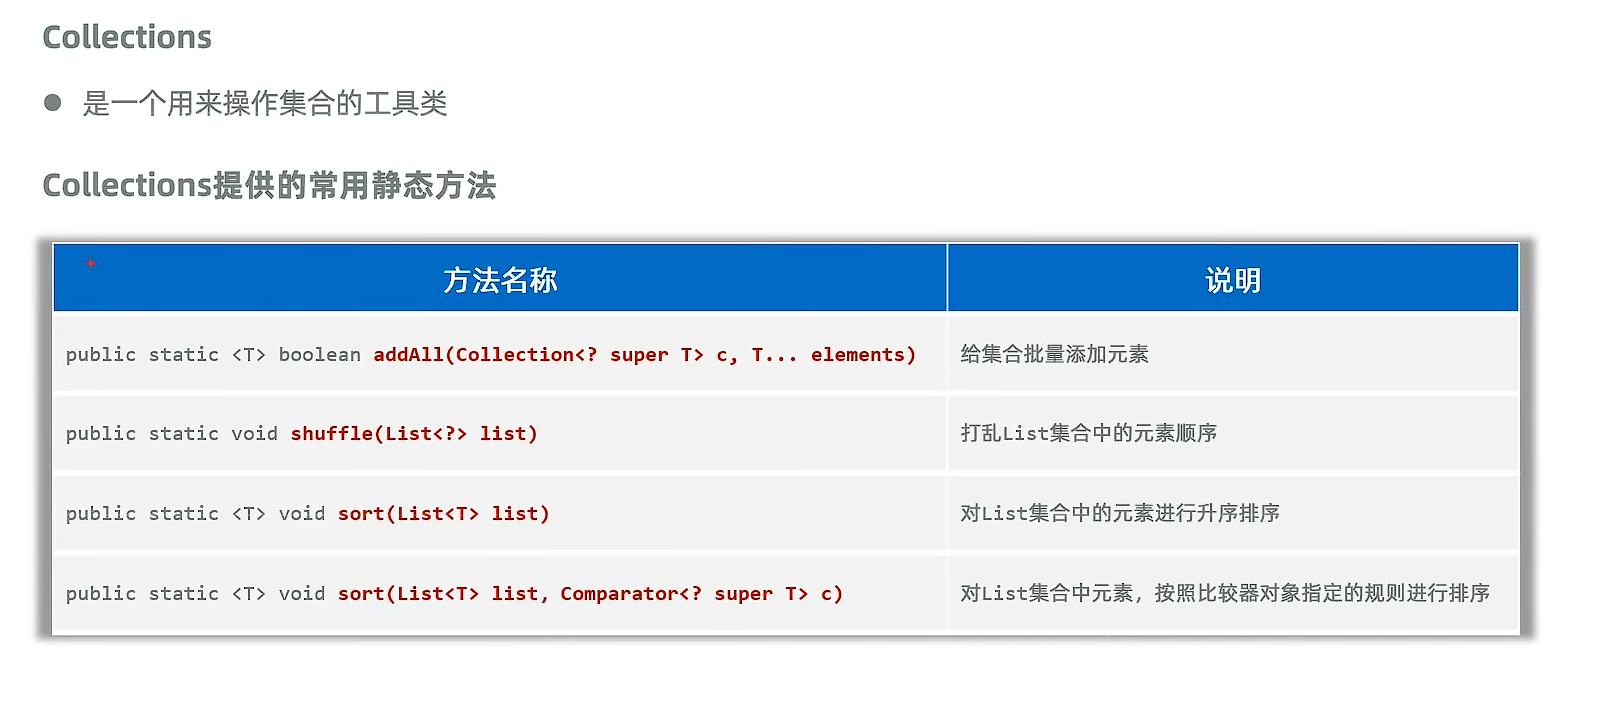 Collections
是一个用来操作集合的工具类
Collections提供的常用静态方法
方法名称 说明
public static <T> boolean addAll(Collection<? super T> c, T... elements) 给集合批量添加元素
public static void shuffle(List<?> list) 打乱List集合中的元素顺序
public static <T> void sort(List<T> list) 对List集合中的元素进行升序排序
public static <T> void sort(List<T> list, Comparator<? super T> c) 对List集合中元素，按照比较器对象指定的规则进行排序